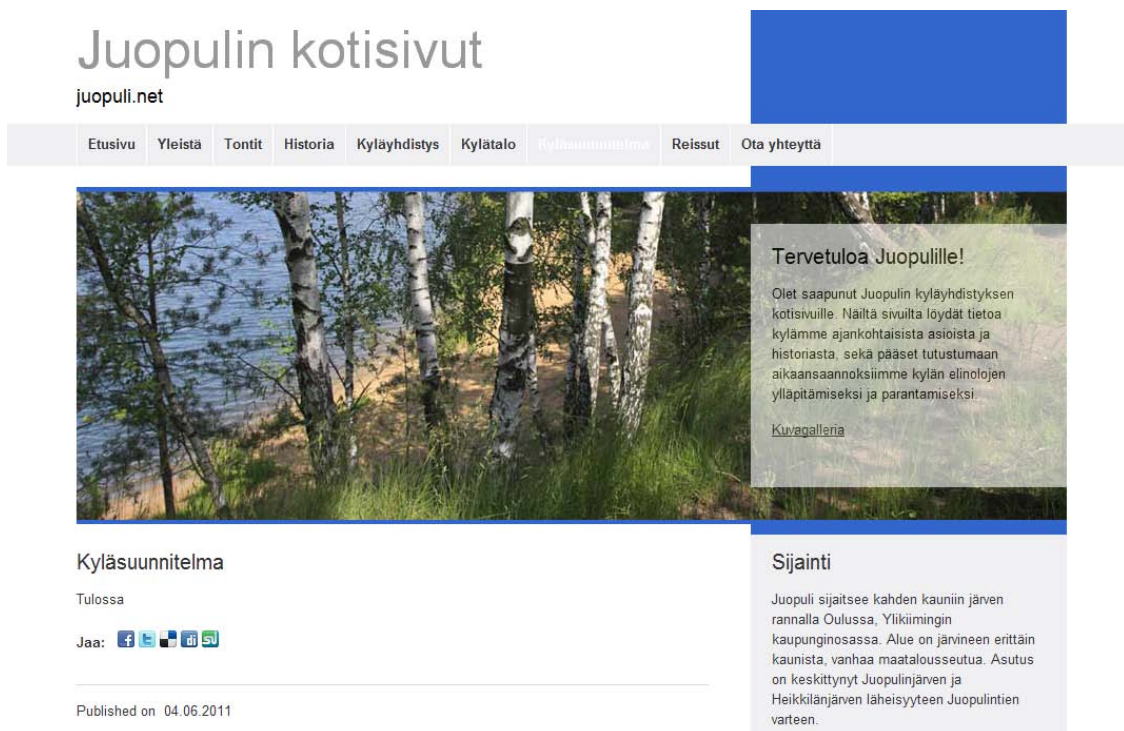 Juopulin kotisivut
juopuli.net
Etusivu Yleistä Tontit Historia Kyläyhdistys Kylätalo Kyläsuunnitelma Reissut Ota yhteyttä
Tervetuloa Juopulille!
Olet saapunut Juopulin kyläyhdistyksen
kotisivuille. Näiltä sivuilta löydät tietoa
kylämme ajankohtaisista asioista ja
historiasta, sekä pääset tutustumaan
aikaansaannoksiimme kylän elinolojen
ylläpitämiseksi ja parantamiseksi.
Kuvagalleria
Kyläsuunnitelma
Tulossa
Jaa:
Published on 04.06.2011
Sijainti
Juopuli sijaitsee kahden kauniin järven
rannalla Oulussa, Ylikiimingin
kaupunginosassa. Alue on järvineen erittäin
kaunista, vanhaa maatalousseutua. Asutus
on keskittynyt Juopulinjärven ja
Heikkilänjärven läheisyyteen Juopulintien
varteen.